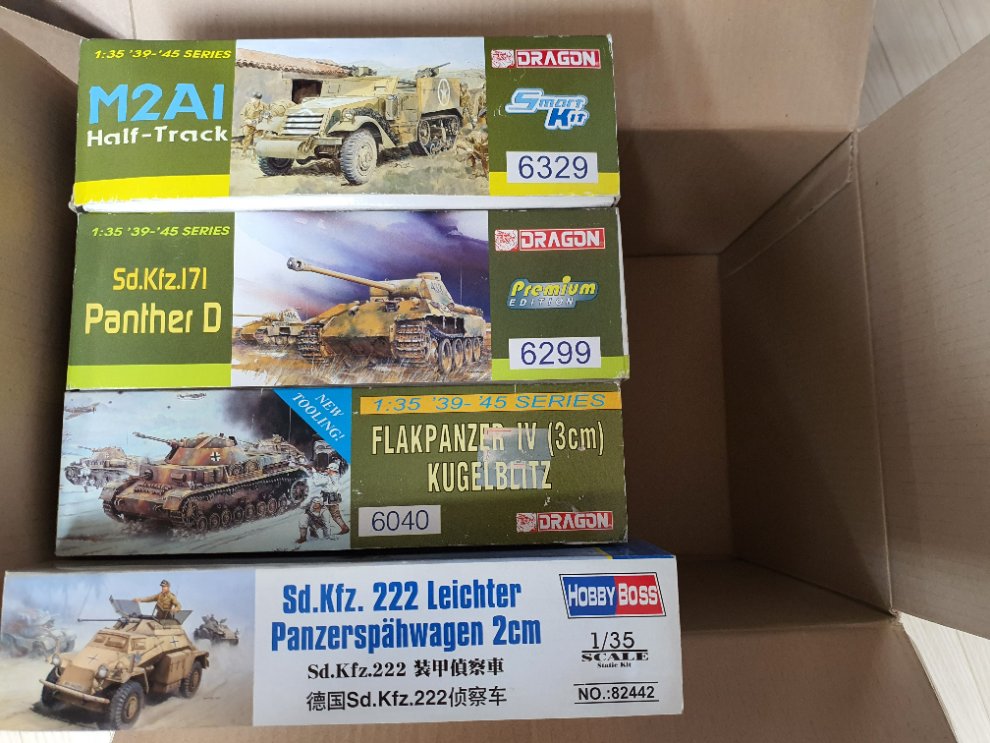 1:35 '39-'45 SERIES
DRAGON
M2A1
Half-Track
Smart Kit
6329
1:35 '39-'45 SERIES
DRAGON
Sd.Kfz.171
Panther D
Premium
EDITION
6299
NEW TOOLING!
1:35 '39-'45 SERIES
FLAKPANZER IV (3cm)
KUGELBLITZ
6040
DRAGON
Sd.Kfz. 222 Leichter
Panzerspähwagen 2cm
Sd.Kfz.222 装甲偵察車
德国Sd.Kfz.222侦察车
HOBBY BOSS
1/35
SCALE
Static Kit
NO.:82442